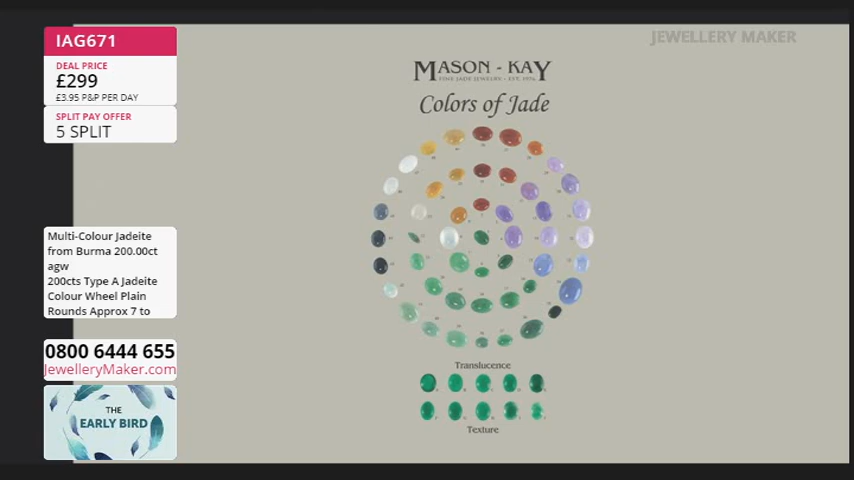 IAG671
DEAL PRICE
£299
£3.95 P&P PER DAY
SPLIT PAY OFFER
5 SPLIT
Multi-Colour Jadeite
from Burma 200.00ct
agw
200cts Type A Jadeite
Colour Wheel Plain
Rounds Approx 7 to
0800 6444 655
JewelleryMaker.com
THE
EARLY BIRD
JEWELLERY MAKER
MASON - KAY
FINE JADE JEWELRY - EST. 1976
Colors of Jade
Translucence
Texture